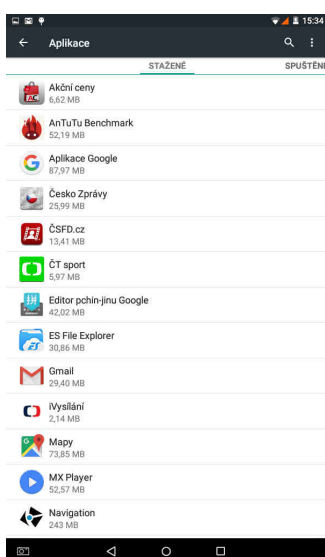 15:34
Aplikace
STAŽENÉ
SPUŠTĚNÉ
Akční ceny
6,62 MB
AnTuTu Benchmark
52,19 MB
Aplikace Google
87,97 MB
Česko Zprávy
25,99 MB
ČSFD.cz
13,41 MB
ČT sport
5,97 MB
Editor pchin-jinu Google
42,02 MB
ES File Explorer
30,86 MB
Gmail
29,40 MB
iVysílání
2,14 MB
Mapy
73,85 MB
MX Player
52,57 MB
Navigation
243 MB